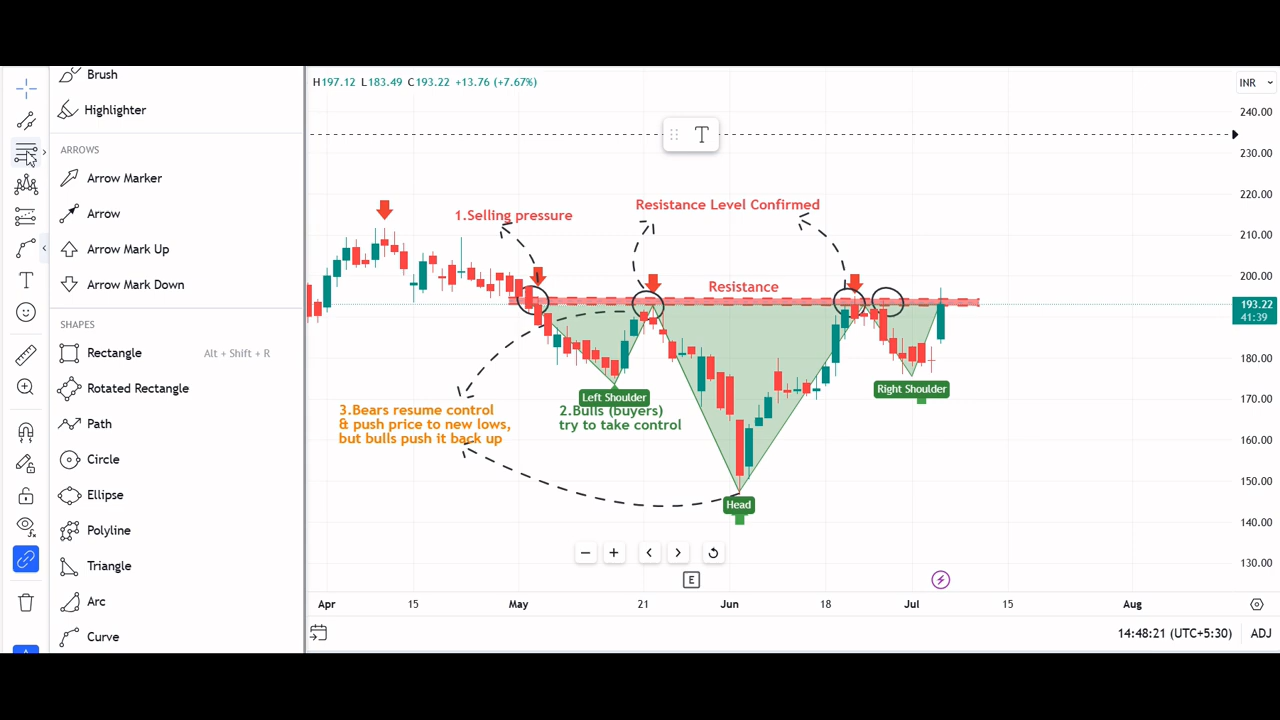 Brush
Highlighter
ARROWS
Arrow Marker
Arrow
Arrow Mark Up
Arrow Mark Down
SHAPES
Rectangle Alt + Shift + R
Rotated Rectangle
Path
Circle
Ellipse
Polyline
Triangle
Arc
Curve
T
H197.12 L183.49 C193.22 +13.76 (+7.67%)
INR
T
1.Selling pressure
Resistance Level Confirmed
Resistance
Left Shoulder
2.Bulls (buyers)
try to take control
3.Bears resume control
& push price to new lows,
but bulls push it back up
Head
Right Shoulder
E
240.00
230.00
220.00
210.00
200.00
193.22
41:39
180.00
170.00
160.00
150.00
140.00
130.00
Apr 15 May 21 Jun 18 Jul 15 Aug
14:48:21 (UTC+5:30) ADJ